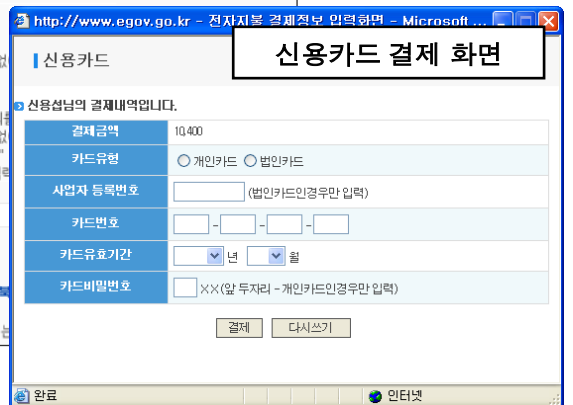 http://www.egov.go.kr - 전자지불 결제정보 입력화면 - Microsoft ...
신용카드 결제 화면
신용카드
신용섭님의 결제내역입니다.
결제금액 10,400
카드유형 개인카드 법인카드
사업자 등록번호 (법인카드인경우만 입력)
카드번호 - - -
카드유효기간 년 월
카드비밀번호 XX(앞 두자리 - 개인카드인경우만 입력)
결제 다시쓰기
완료 인터넷